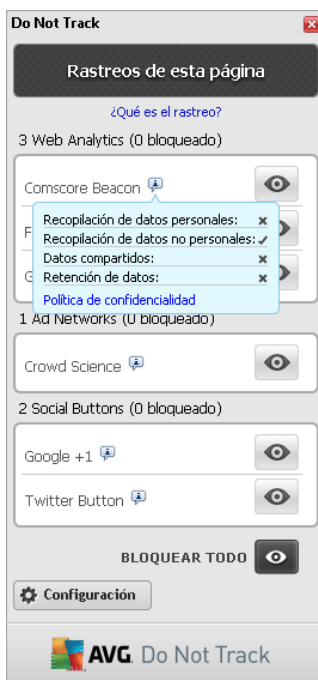 Do Not Track
Rastreos de esta página
¿Qué es el rastreo?
3 Web Analytics (0 bloqueado)
Comscore Beacon
Recopilación de datos personales:
Recopilación de datos no personales:
Datos compartidos:
Retención de datos:
Política de confidencialidad
1 Ad Networks (0 bloqueado)
Crowd Science
2 Social Buttons (0 bloqueado)
Google +1
Twitter Button
BLOQUEAR TODO
Configuración
AVG. Do Not Track